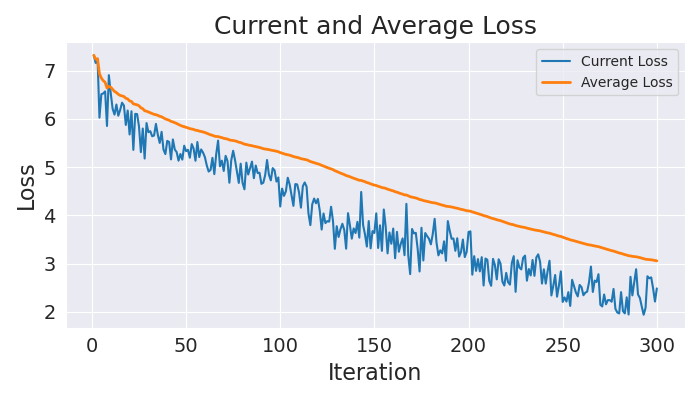 Current and Average Loss
Current Loss
Average Loss
7
6
5
4
3
2
Loss
0 50 100 150 200 250 300
Iteration